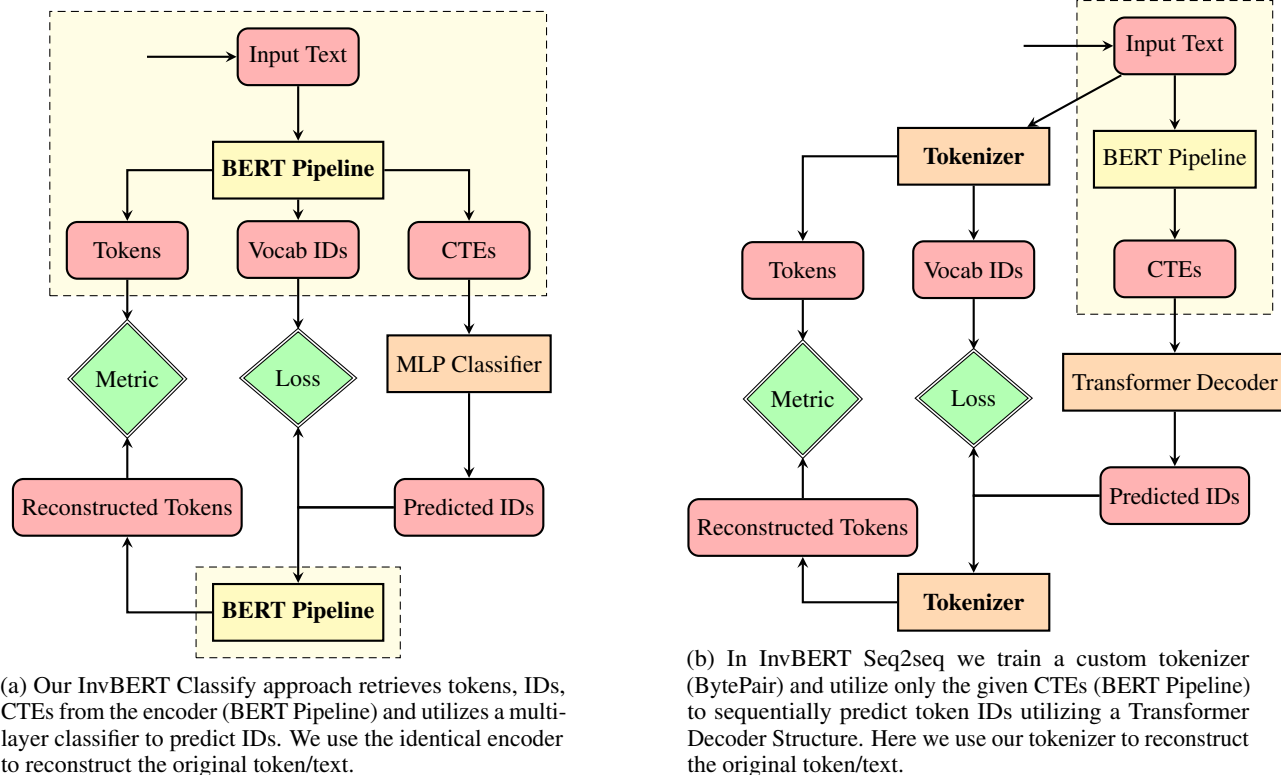 Input Text
BERT Pipeline
Tokens
Vocab IDs
CTEs
Metric
Loss
MLP Classifier
Reconstructed Tokens
Predicted IDs
BERT Pipeline
(a) Our InvBERT Classify approach retrieves tokens, IDs,
CTEs from the encoder (BERT Pipeline) and utilizes a multi-
layer classifier to predict IDs. We use the identical encoder
to reconstruct the original token/text.
Input Text
Tokenizer
BERT Pipeline
Tokens
Vocab IDs
CTEs
Metric
Loss
Transformer Decoder
Reconstructed Tokens
Predicted IDs
Tokenizer
(b) In InvBERT Seq2seq we train a custom tokenizer
(BytePair) and utilize only the given CTEs (BERT Pipeline)
to sequentially predict token IDs utilizing a Transformer
Decoder Structure. Here we use our tokenizer to reconstruct
the original token/text.